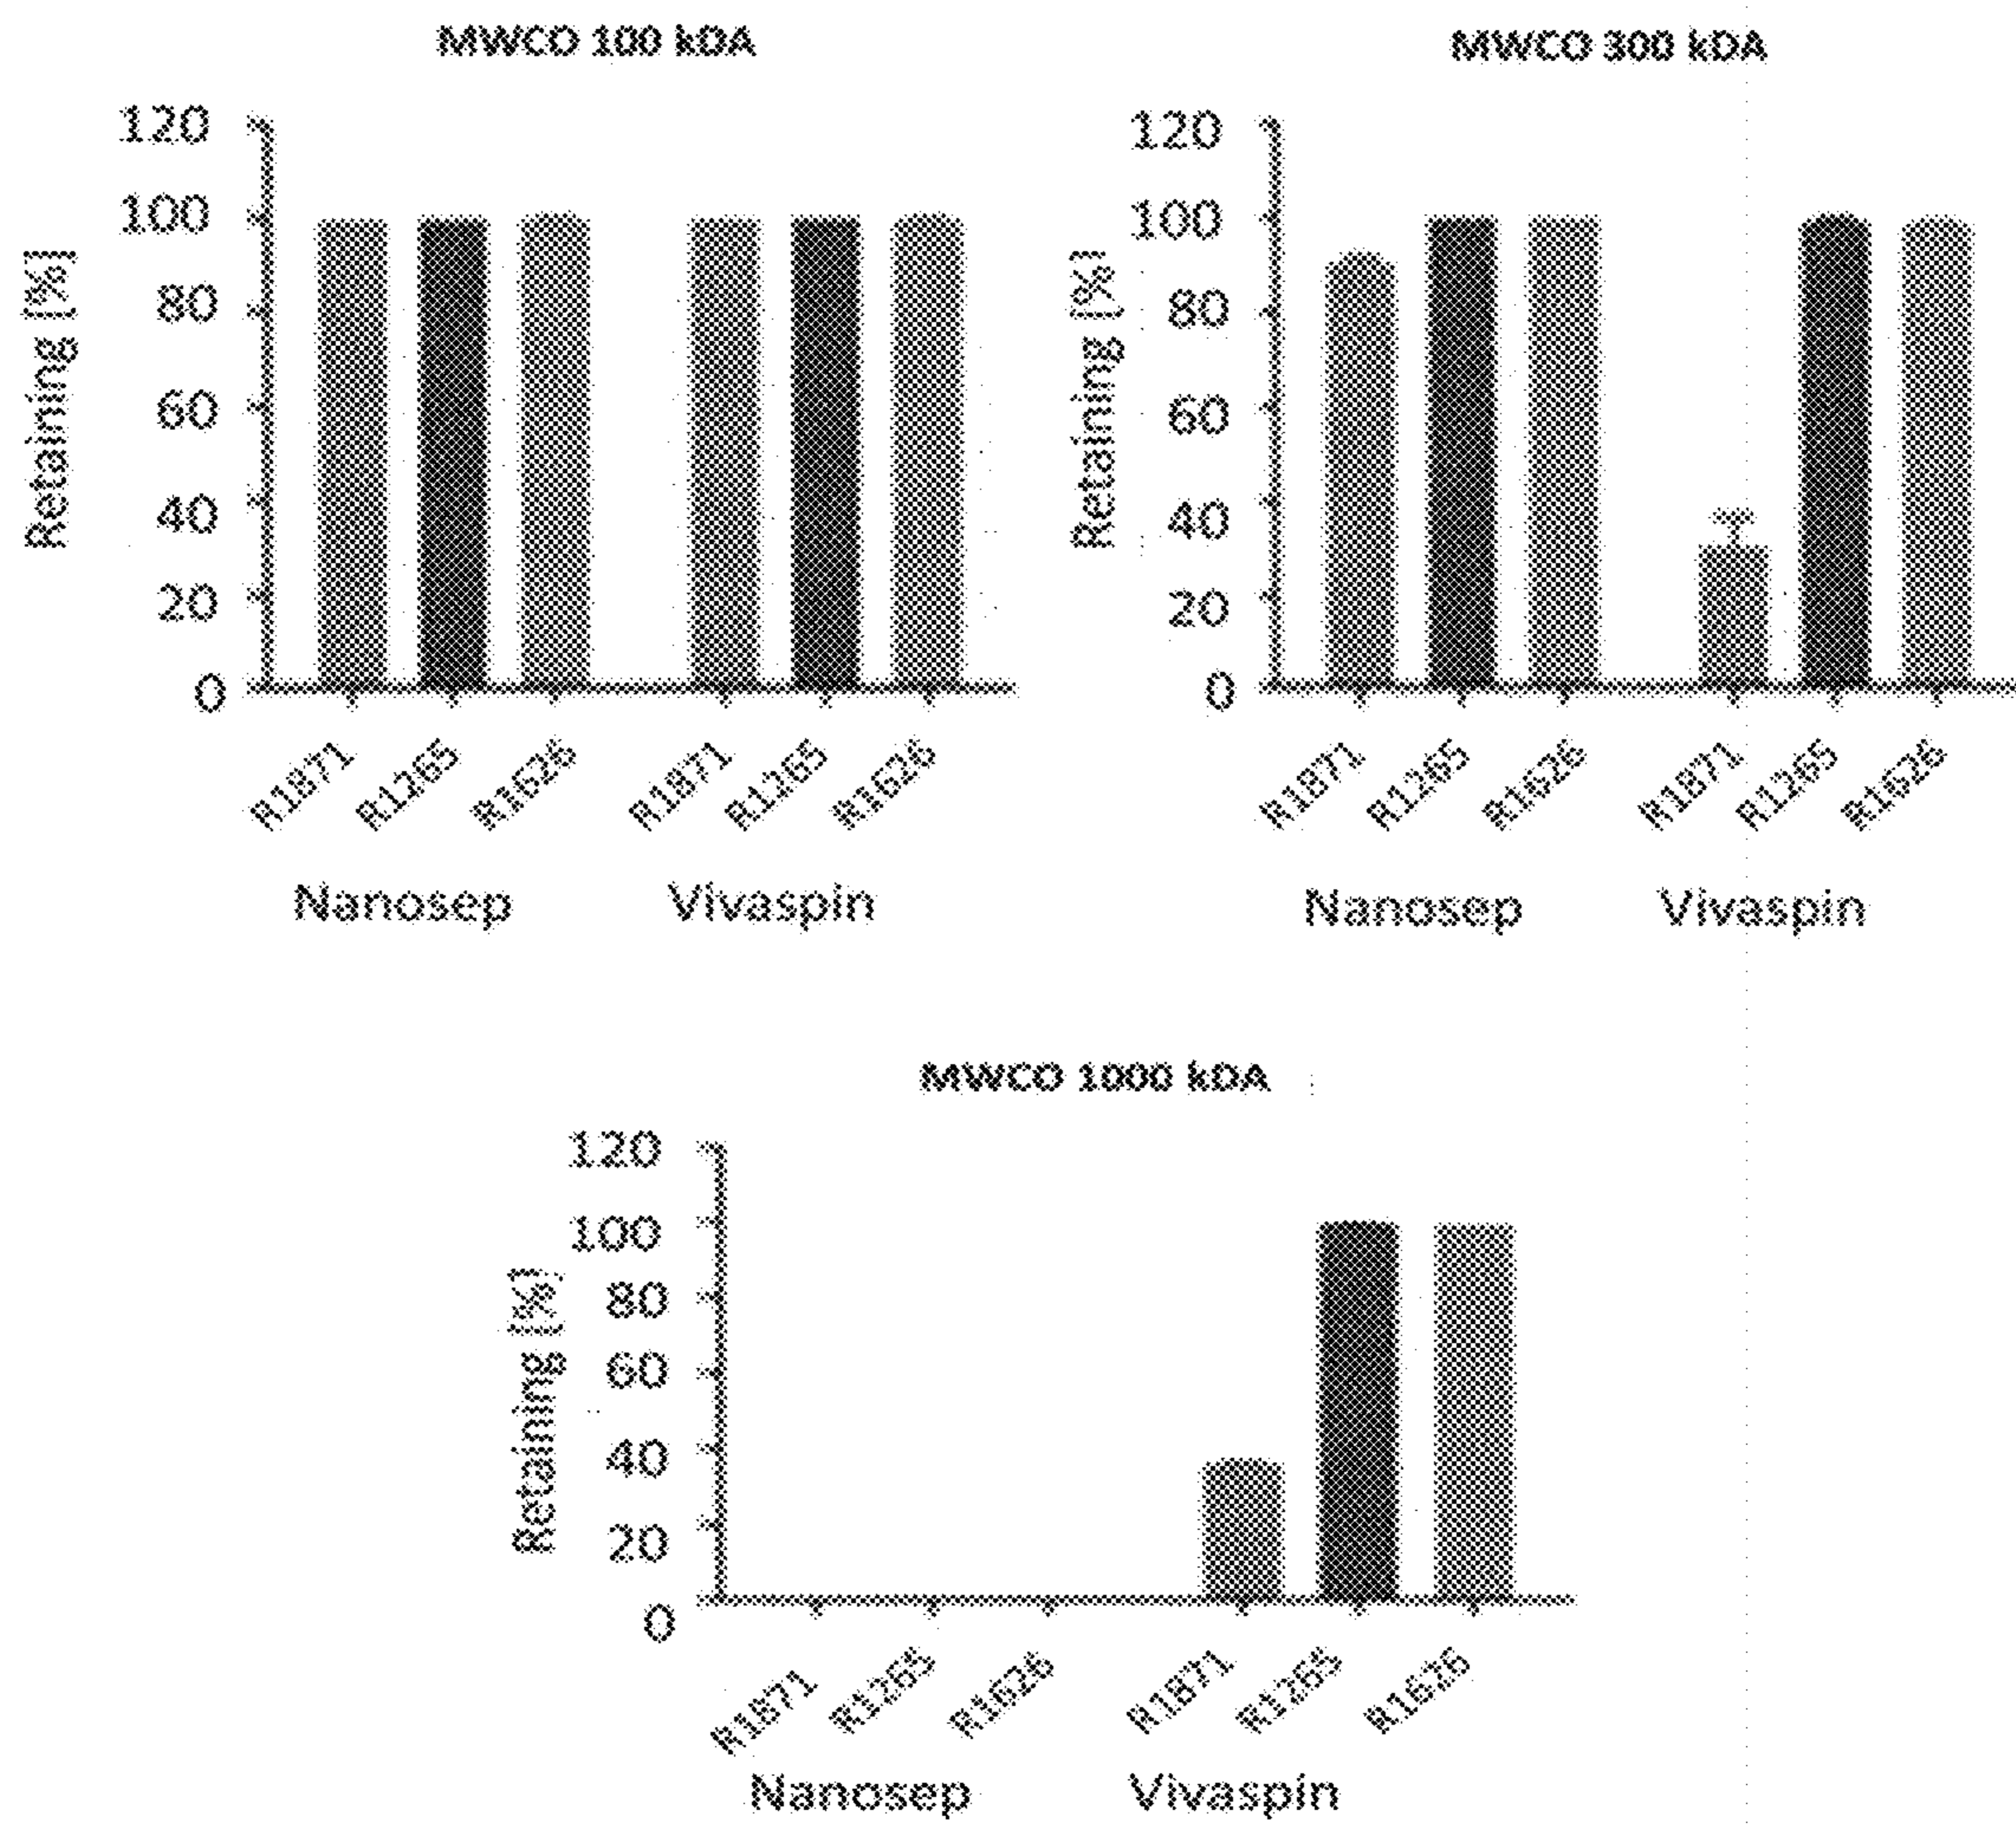 MWCO 100 kDA
120
100
80
60
40
20
0
Retaining [%]
R1871 R1265 R1626 R1871 R1265 R1626
Nanosep Vivaspin
MWCO 300 kDA
120
100
80
60
40
20
0
Retaining [%]
R1871 R1265 R1626 R1871 R1265 R1626
Nanosep Vivaspin
MWCO 1000 kDA
120
100
80
60
40
20
0
Retaining [%]
R1871 R1265 R1626 R1871 R1265 R1626
Nanosep Vivaspin